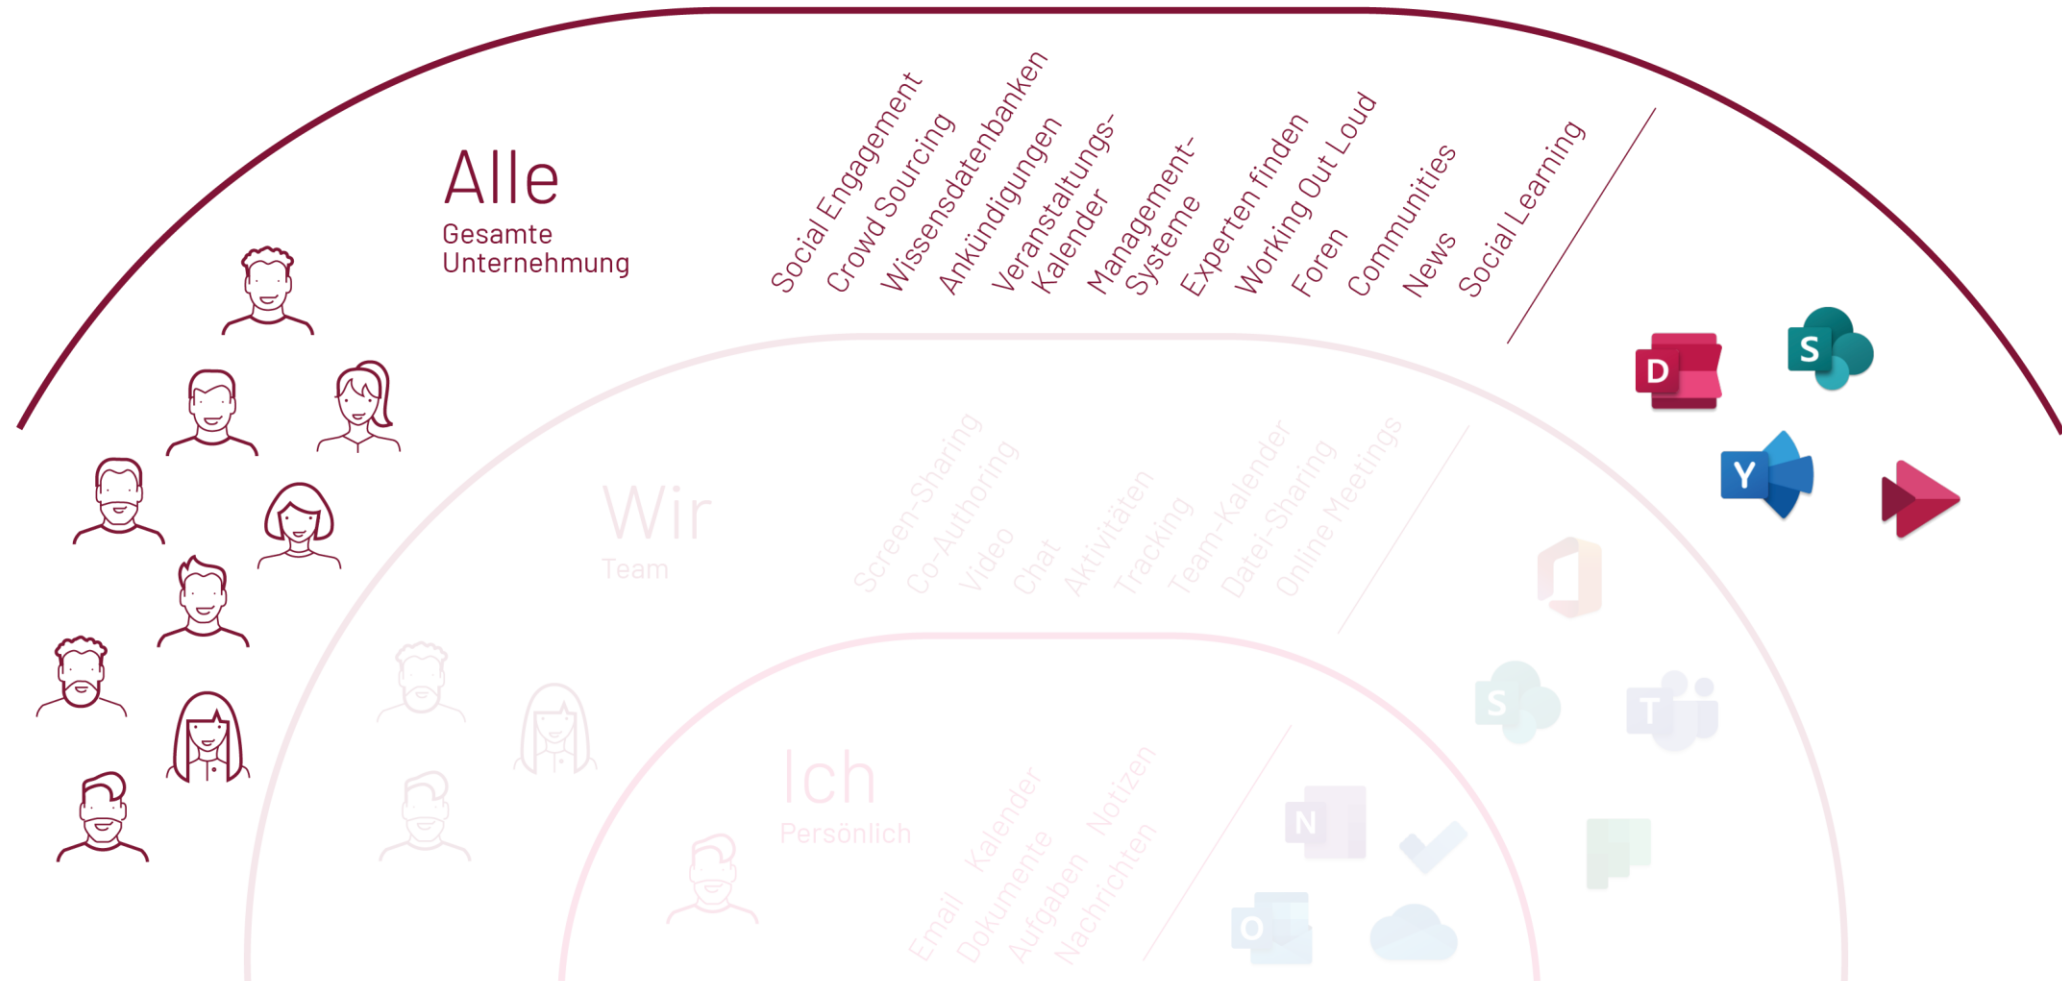 Alle
Gesamte
Unternehmung
Social Engagement
Crowd Sourcing
Wissensdatenbanken
Ankündigungen
Veranstaltungs-
Kalender
Management-
Systeme
Experten finden
Working Out Loud
Foren
Communities
News
Social Learning
D
S
Y
Wir
Team
Screen-Sharing
Co-Authoring
Video
Chat
Aktivitäten
Tracking
Team-Kalender
Datei-Sharing
Online Meetings
S
T
Ich
Persönlich
Email Kalender
Dokumente
Aufgaben Notizen
Nachrichten
N
O